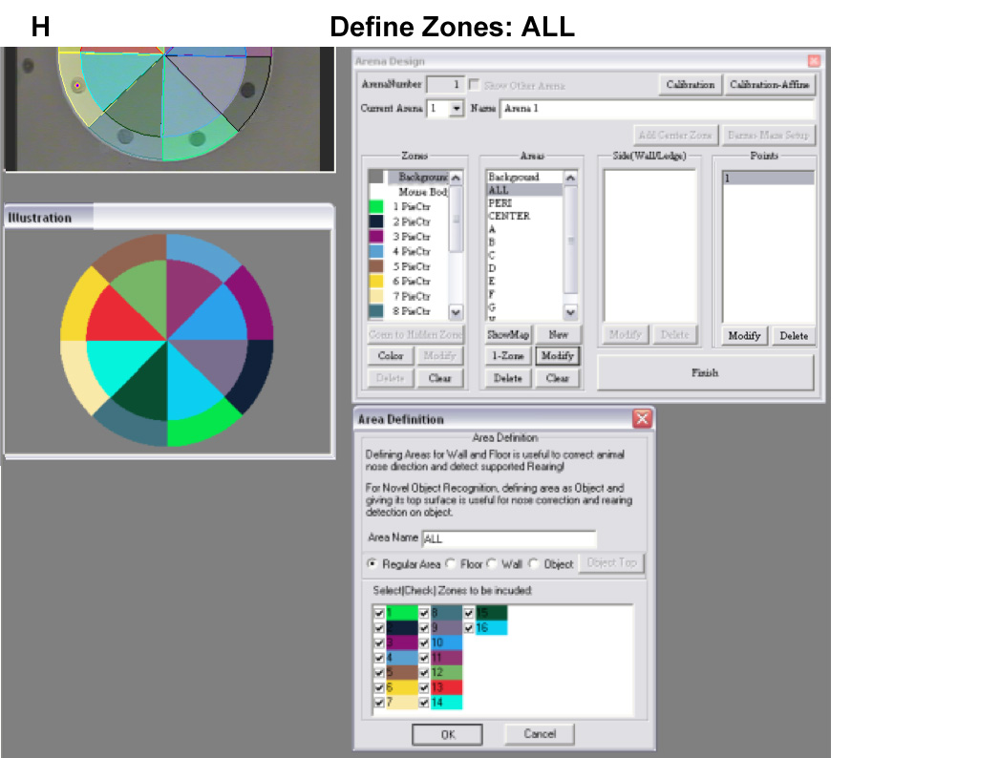 H
Define Zones: ALL
Arena Design
ArenaNumber 1 Show Other Arena
Calibration Calibration-Affine
Current Arena 1 Name Arena 1
Add Center Zone Barnes Maze Setup
Zones Areas Side(Wall/Ledge) Points
Background
Mouse Bod
1 PieCtr
2 PieCtr
3 PieCtr
4 PieCtr
5 PieCtr
6 PieCtr
7 PieCtr
8 PieCtr
Background
ALL
PERI
CENTER
A
B
C
D
E
F
G
1
Conn to Hidden Zone
Color Modify
Delete Clear
ShowMap New
1-Zone Modify
Delete Clear
Modify Delete
Modify Delete
Finish
Illustration
Area Definition
Area Definition
Defining Areas for Wall and Floor is useful to correct animal
nose direction and detect supported Rearing!
For Novel Object Recognition, defining area as Object and
giving its top surface is useful for nose correction and rearing
detection on object.
Area Name ALL
Regular Area Floor Wall Object Object Top
Select(Check) Zones to be incuded:
1 8 15
2 9 16
3 10
4 11
5 12
6 13
7 14
OK Cancel